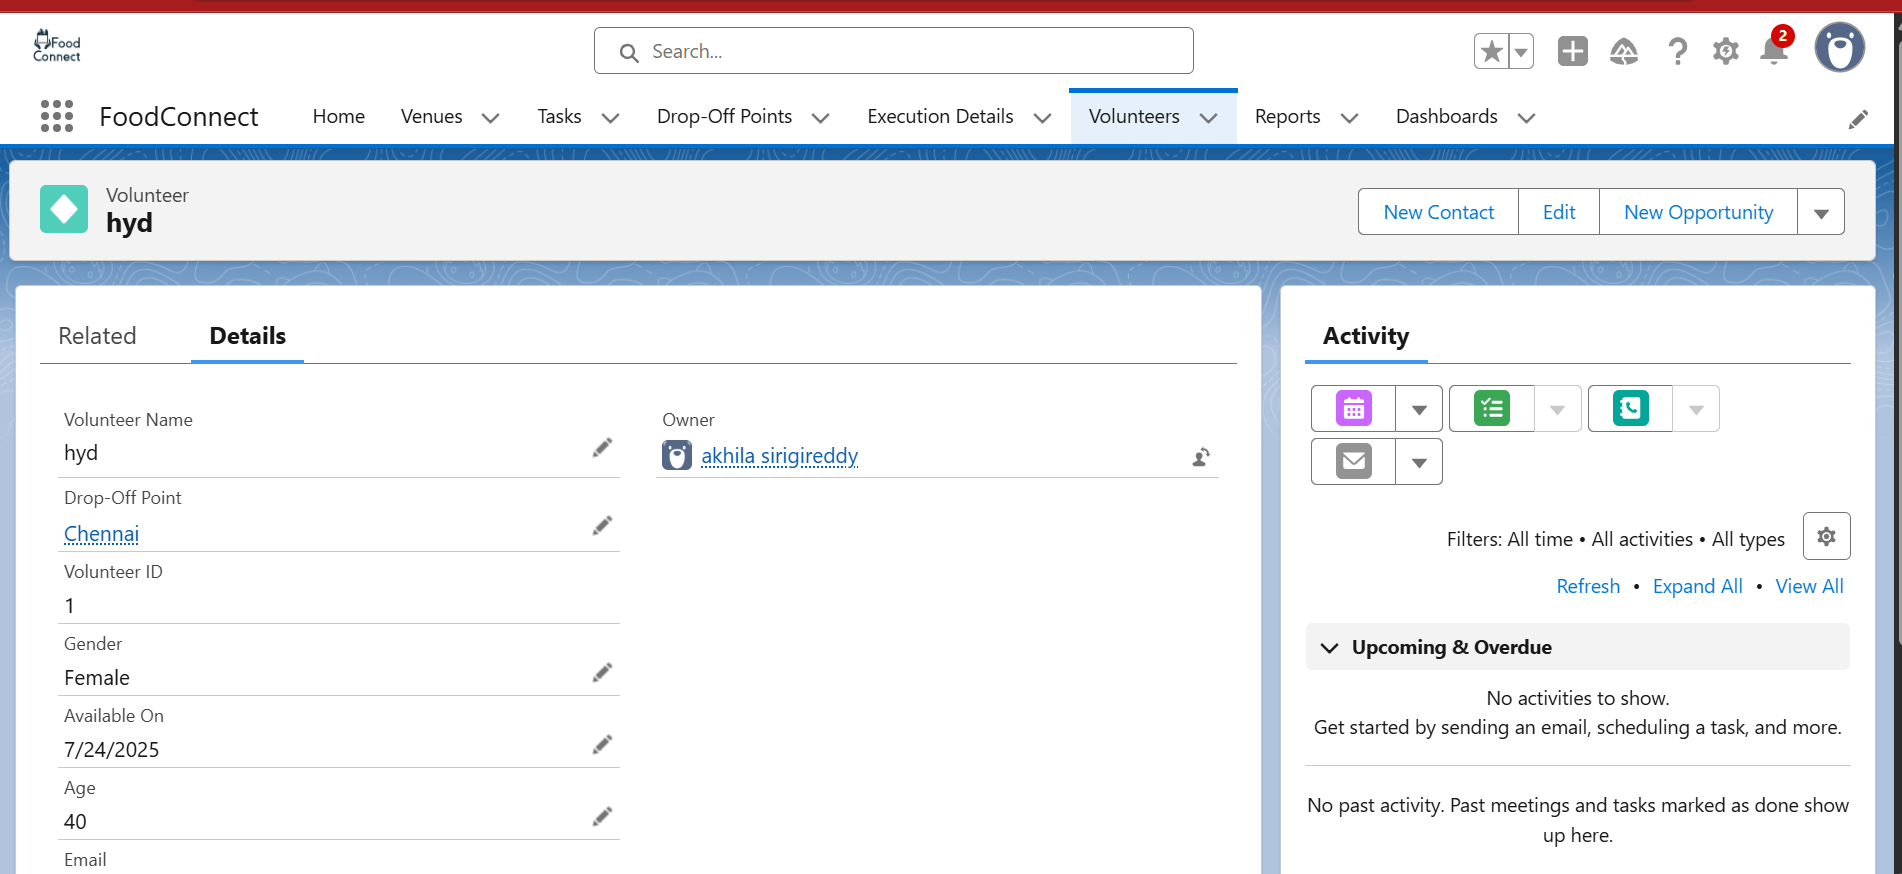 Food
Connect
Search...
2
FoodConnect
Home
Venues
Tasks
Drop-Off Points
Execution Details
Volunteers
Reports
Dashboards
Volunteer
hyd
New Contact
Edit
New Opportunity
Related
Details
Volunteer Name
hyd
Owner
akhila sirigireddy
Drop-Off Point
Chennai
Volunteer ID
1
Gender
Female
Available On
7/24/2025
Age
40
Email
Activity
Filters: All time • All activities • All types
Refresh • Expand All • View All
Upcoming & Overdue
No activities to show.
Get started by sending an email, scheduling a task, and more.
No past activity. Past meetings and tasks marked as done show
up here.